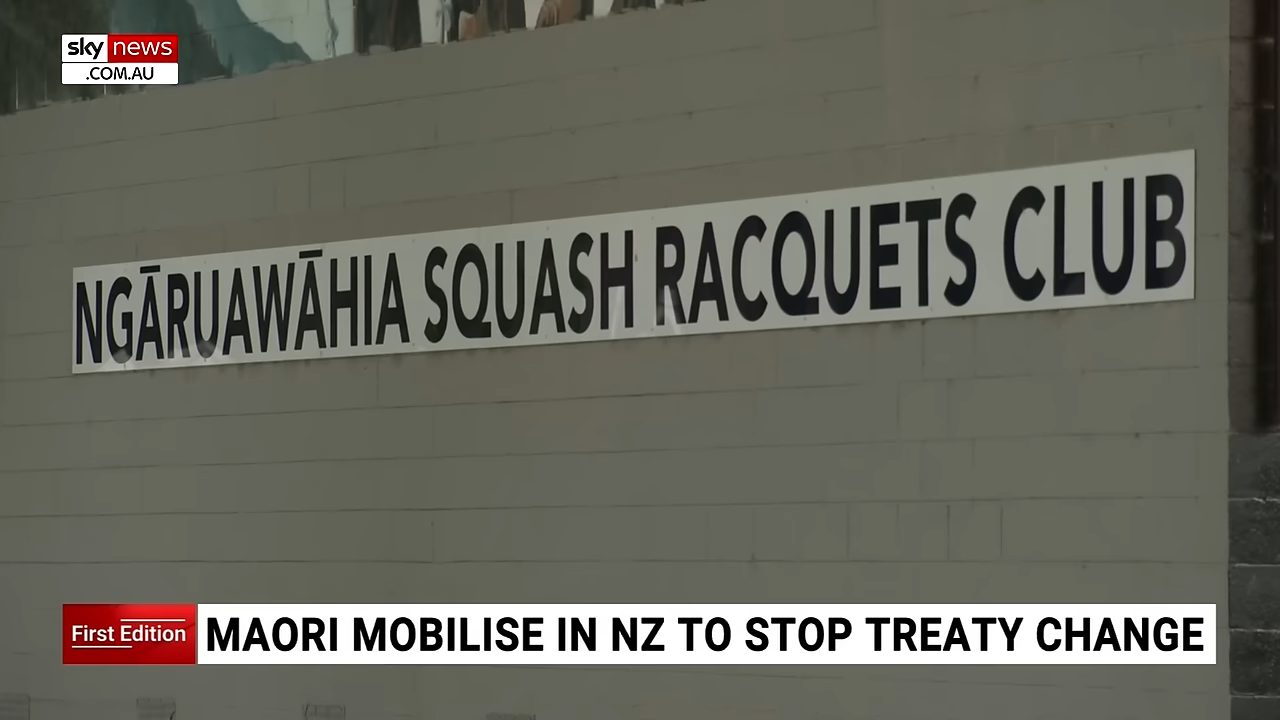 sky news
.COM.AU
NGĀRUAWĀHIA SQUASH RACQUETS CLUB
First Edition
MAORI MOBILISE IN NZ TO STOP TREATY CHANGE